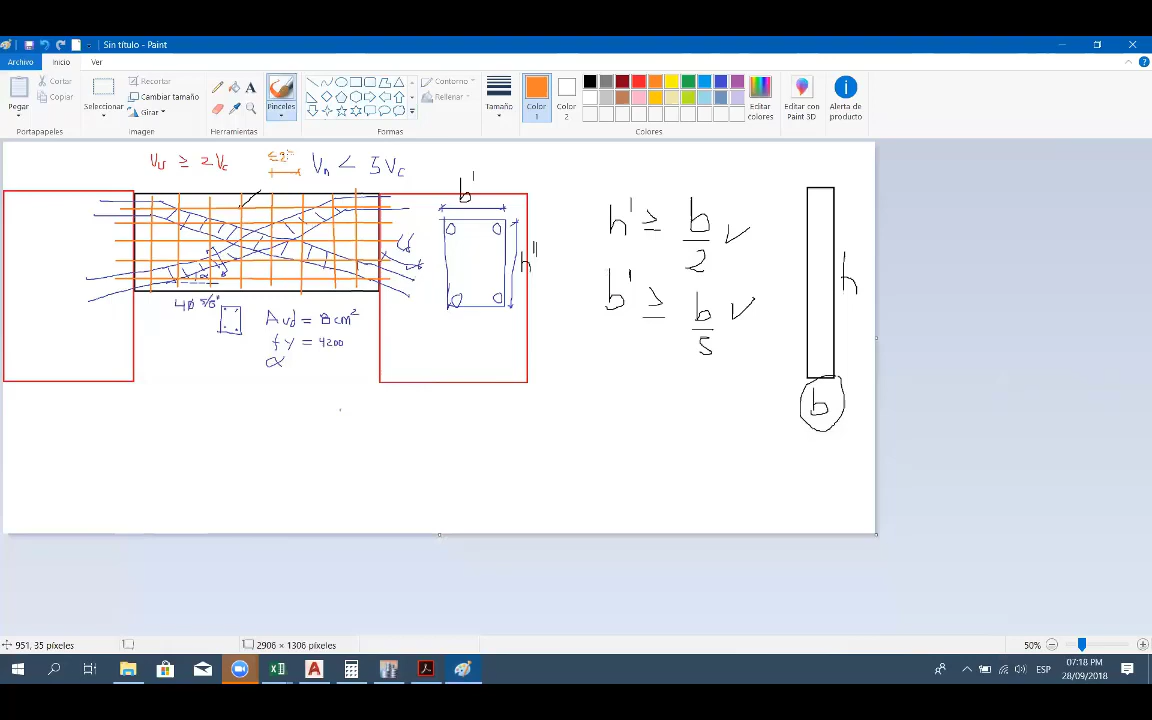 Sin título - Paint
Archivo Inicio Ver
Pegar
Cortar
Copiar
Portapapeles
Seleccionar
Recortar
Cambiar tamaño
Girar
Imagen
A
Herramientas
Pinceles
Contorno
Rellenar
Formas
Tamaño
Color 1
Color 2
Editar colores
Colores
Editar con Paint 3D
Alerta de producto
Vu ≥ 2Vc
Vn < 5Vc
b'
h"
α
4Ø 5/8"
Avd = 8cm²
fy = 4200
α
h' ≥ b/2 ✓
b' ≥ b/5 ✓
h
b
951, 35 píxeles
2906 × 1306 píxeles
50%
ESP
07:18 PM
28/09/2018